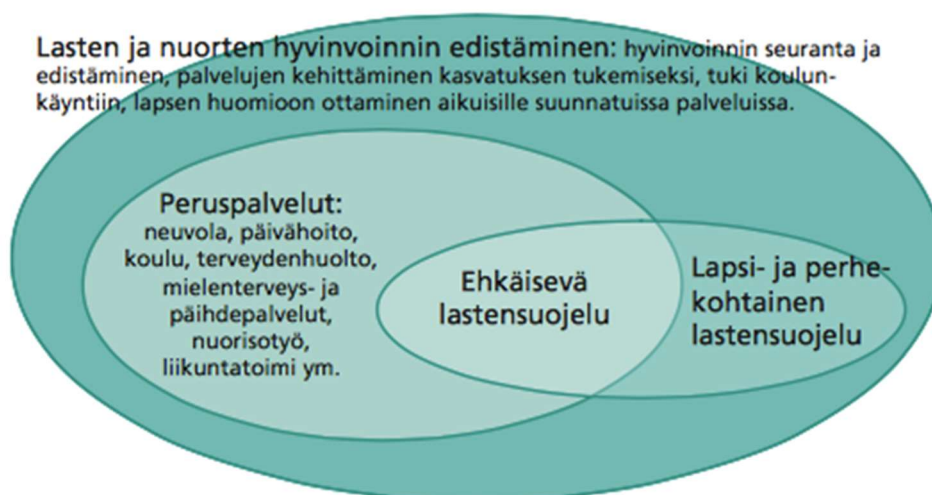 Lasten ja nuorten hyvinvoinnin edistäminen: hyvinvoinnin seuranta ja
edistäminen, palvelujen kehittäminen kasvatuksen tukemiseksi, tuki koulun-
käyntiin, lapsen huomioon ottaminen aikuisille suunnatuissa palveluissa.
Peruspalvelut:
neuvola, päivähoito,
koulu, terveydenhuolto,
mielenterveys- ja
päihdepalvelut,
nuorisotyö,
liikuntatoimi ym.
Ehkäisevä
lastensuojelu
Lapsi- ja perhe-
kohtainen
lastensuojelu